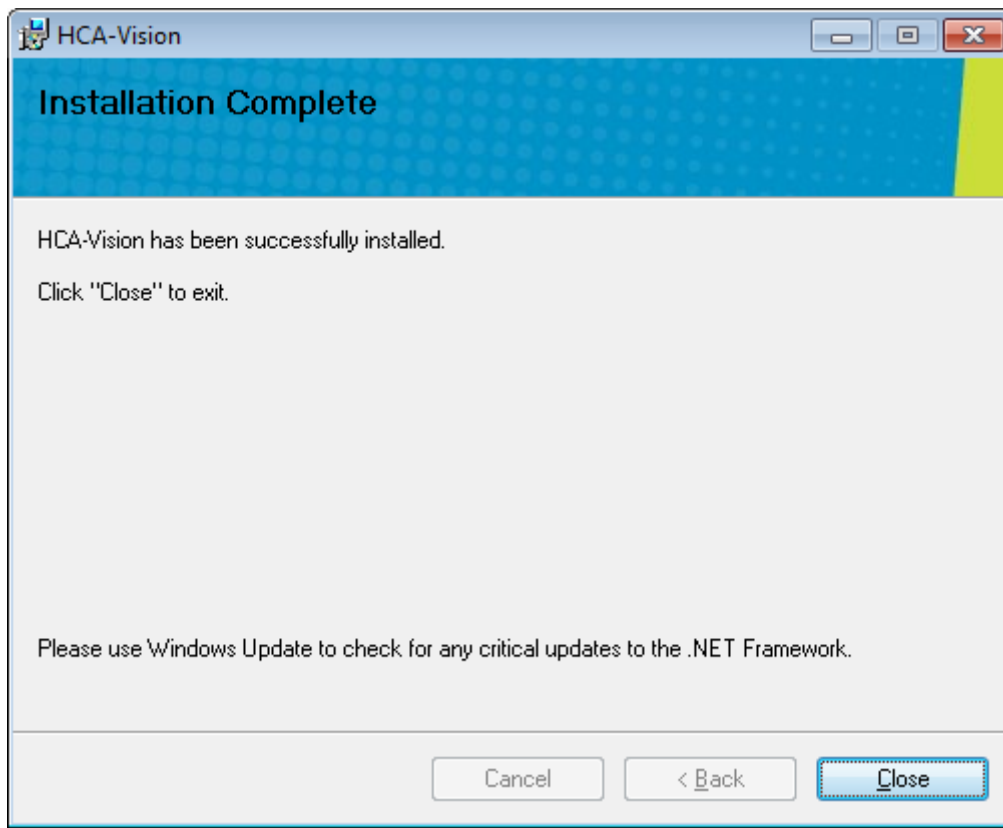 HCA-Vision
Installation Complete
HCA-Vision has been successfully installed.
Click "Close" to exit.
Please use Windows Update to check for any critical updates to the .NET Framework.
Cancel
< Back
Close